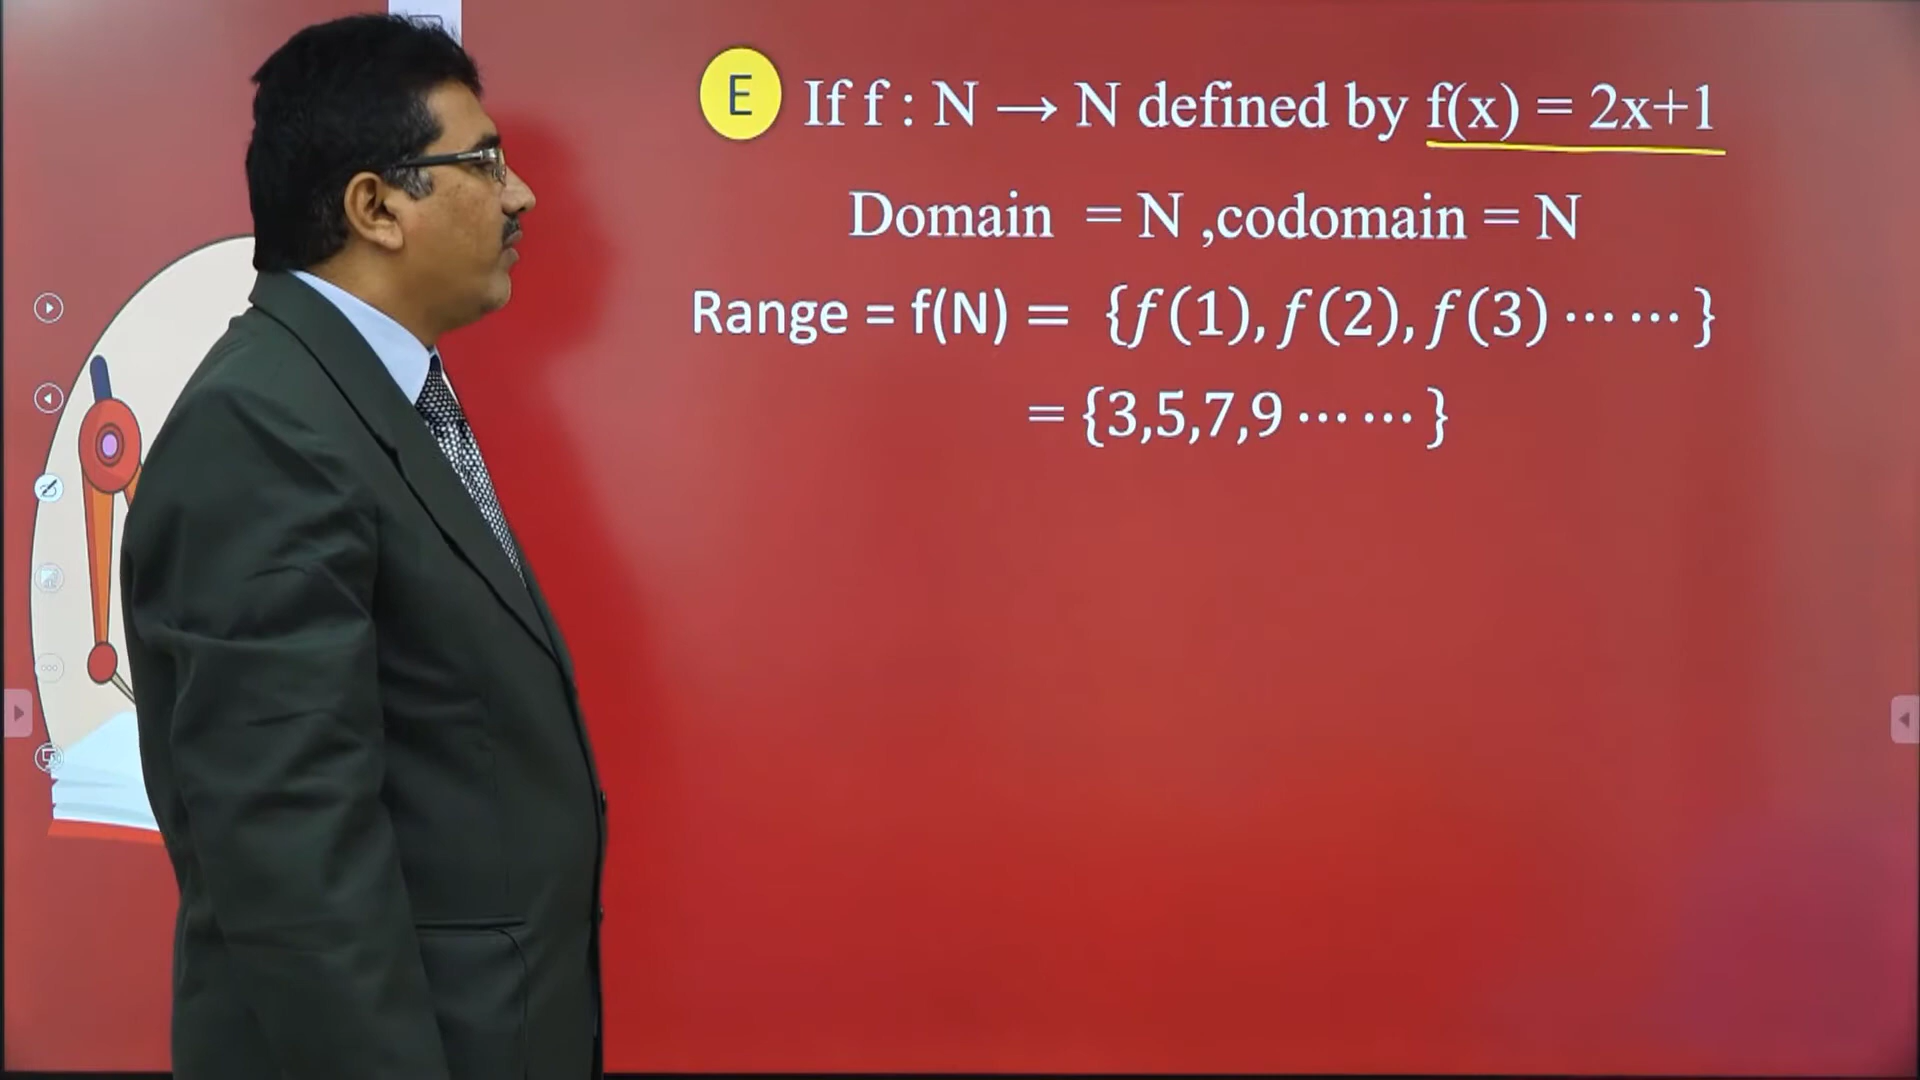 E If f : N → N defined by f(x) = 2x+1
Domain = N ,codomain = N
Range = f(N) = {f(1), f(2), f(3) ⋯ ⋯ }
= {3,5,7,9 ⋯ ⋯ }